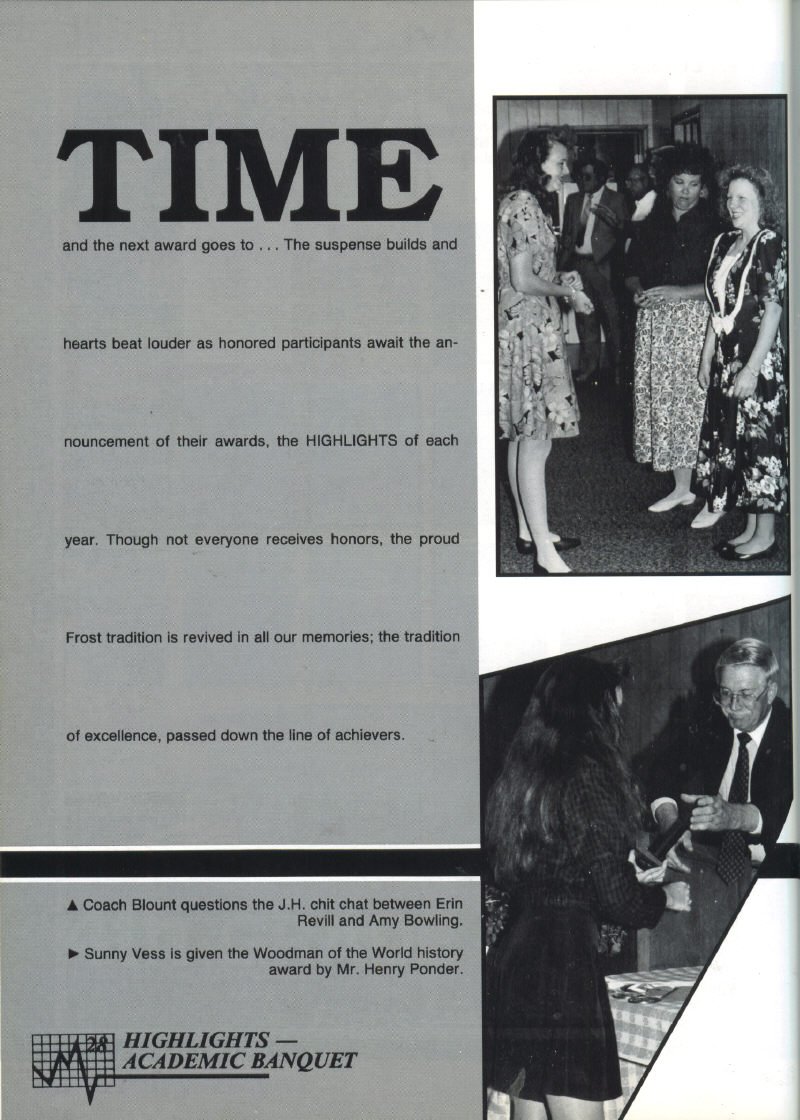 TIME
and the next award goes to . . . The suspense builds and
hearts beat louder as honored participants await the an-
nouncement of their awards, the HIGHLIGHTS of each
year. Though not everyone receives honors, the proud
Frost tradition is revived in all our memories; the tradition
of excellence, passed down the line of achievers.
▲ Coach Blount questions the J.H. chit chat between Erin
Revill and Amy Bowling.
► Sunny Vess is given the Woodman of the World history
award by Mr. Henry Ponder.
28
HIGHLIGHTS —
ACADEMIC BANQUET